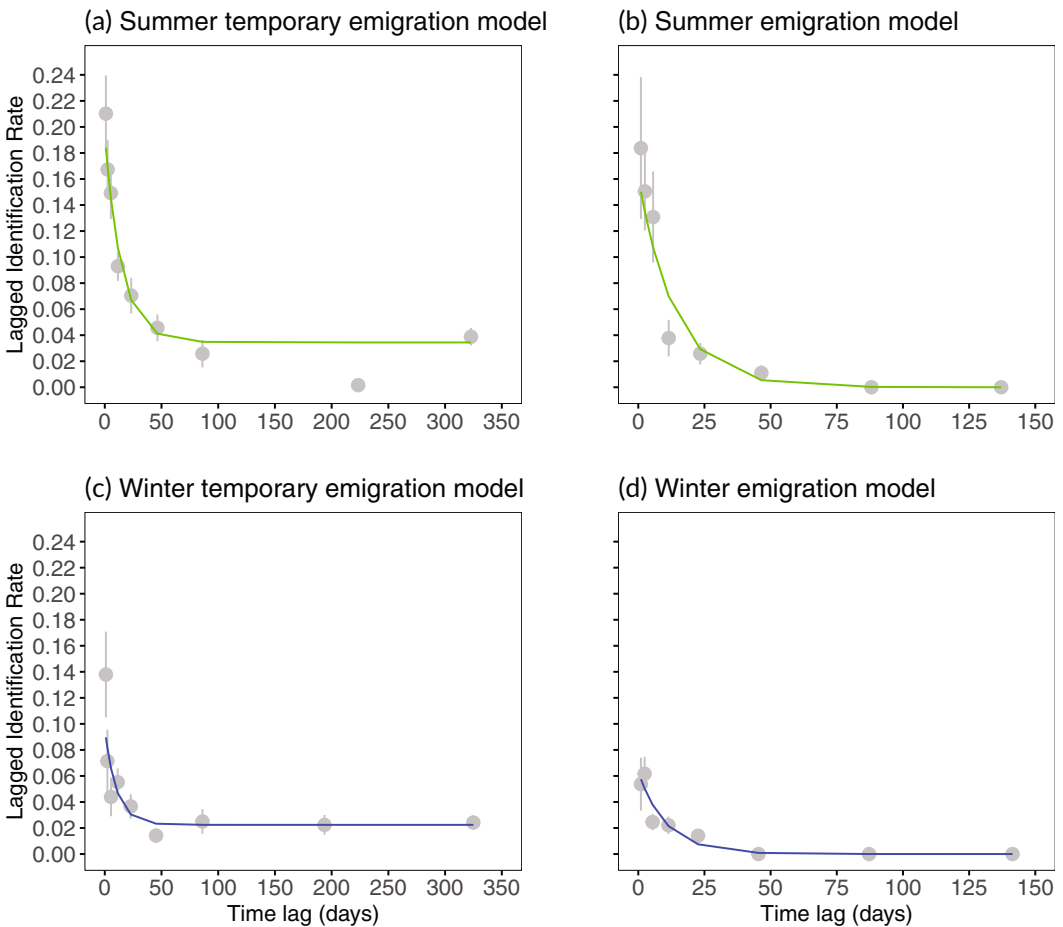 (a) Summer temporary emigration model
(b) Summer emigration model
Lagged Identification Rate
0.24
0.22
0.20
0.18
0.16
0.14
0.12
0.10
0.08
0.06
0.04
0.02
0.00
0 50 100 150 200 250 300 350
0 25 50 75 100 125 150
(c) Winter temporary emigration model
(d) Winter emigration model
Lagged Identification Rate
0.24
0.22
0.20
0.18
0.16
0.14
0.12
0.10
0.08
0.06
0.04
0.02
0.00
0 50 100 150 200 250 300 350
0 25 50 75 100 125 150
Time lag (days)
Time lag (days)